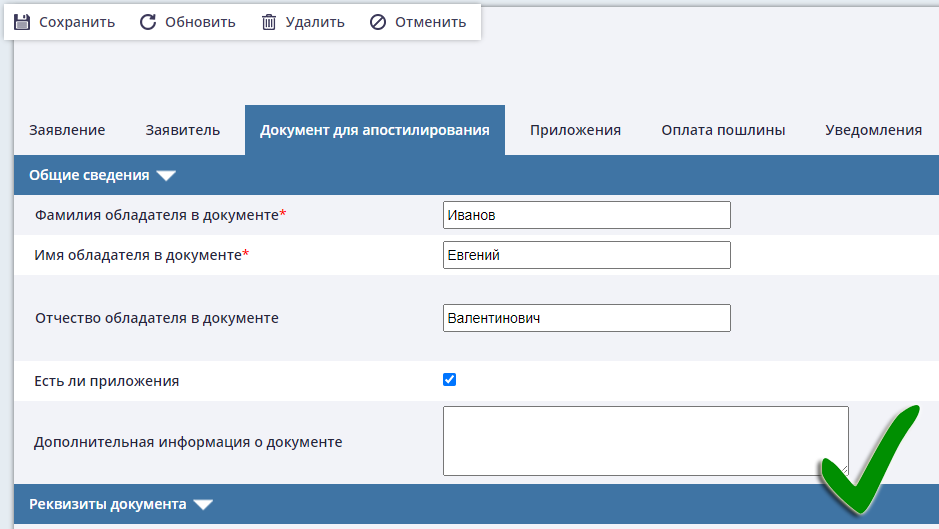 Сохранить Обновить Удалить Отменить
Заявление Заявитель Документ для апостилирования Приложения Оплата пошлины Уведомления
Общие сведения
Фамилия обладателя в документе* Иванов
Имя обладателя в документе* Евгений
Отчество обладателя в документе Валентинович
Есть ли приложения
Дополнительная информация о документе
Реквизиты документа